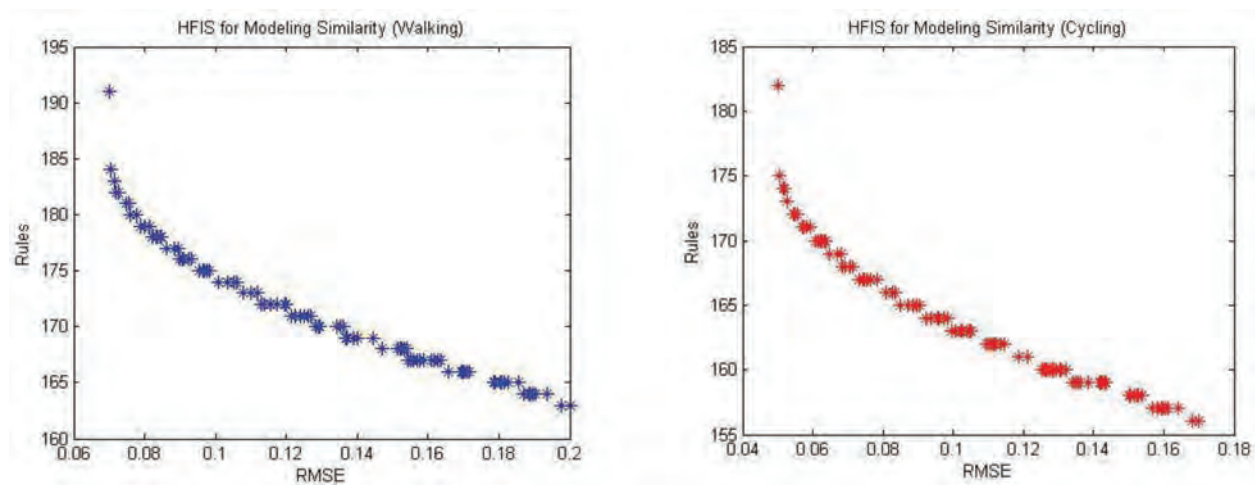 HFIS for Modeling Similarity (Walking)
195
190
185
180
175
170
165
160
Rules
0.06 0.08 0.1 0.12 0.14 0.16 0.18 0.2
RMSE
HFIS for Modeling Similarity (Cycling)
185
180
175
170
165
160
155
Rules
0.04 0.06 0.08 0.1 0.12 0.14 0.16 0.18
RMSE